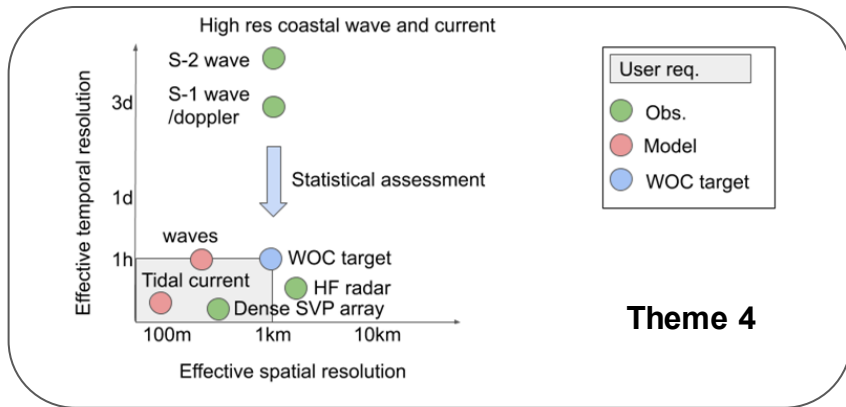 High res coastal wave and current
S-2 wave
S-1 wave
/doppler
3d
Statistical assessment
1d
waves
1h
WOC target
Tidal current
HF radar
Dense SVP array
100m
1km
10km
Effective spatial resolution
Effective temporal resolution
User req.
Obs.
Model
WOC target
Theme 4